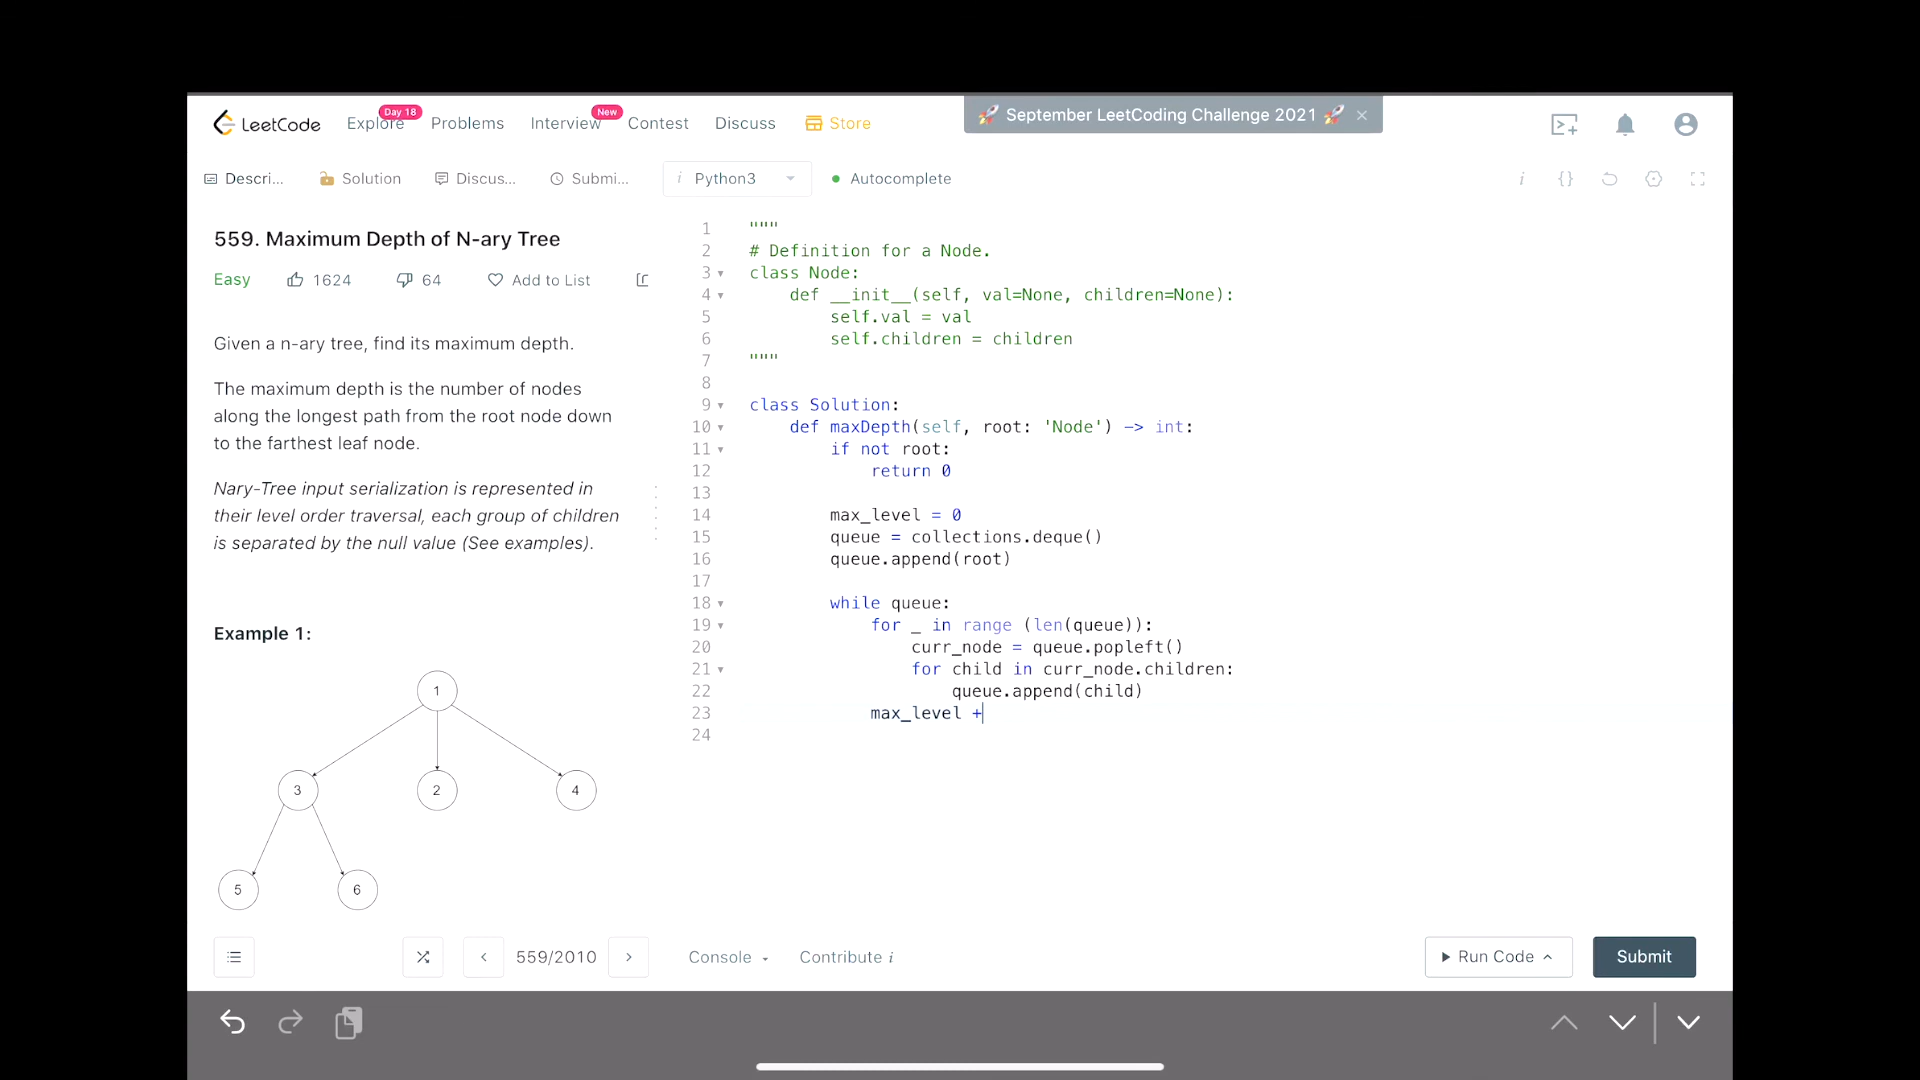 Day 18
New
LeetCode Explore Problems Interview Contest Discuss Store
🚀 September LeetCoding Challenge 2021 🚀 ×
Descri... Solution Discus... Submi... i Python3 Autocomplete i {}
559. Maximum Depth of N-ary Tree
Easy 1624 64 Add to List
Given a n-ary tree, find its maximum depth.
The maximum depth is the number of nodes
along the longest path from the root node down
to the farthest leaf node.
Nary-Tree input serialization is represented in
their level order traversal, each group of children
is separated by the null value (See examples).
Example 1:
1
3 2 4
5 6
1 """
2 # Definition for a Node.
3 class Node:
4     def __init__(self, val=None, children=None):
5         self.val = val
6         self.children = children
7 """
8
9 class Solution:
10     def maxDepth(self, root: 'Node') -> int:
11         if not root:
12             return 0
13
14         max_level = 0
15         queue = collections.deque()
16         queue.append(root)
17
18         while queue:
19             for _ in range (len(queue)):
20                 curr_node = queue.popleft()
21                 for child in curr_node.children:
22                     queue.append(child)
23             max_level +
24
559/2010 Console Contribute i Run Code Submit